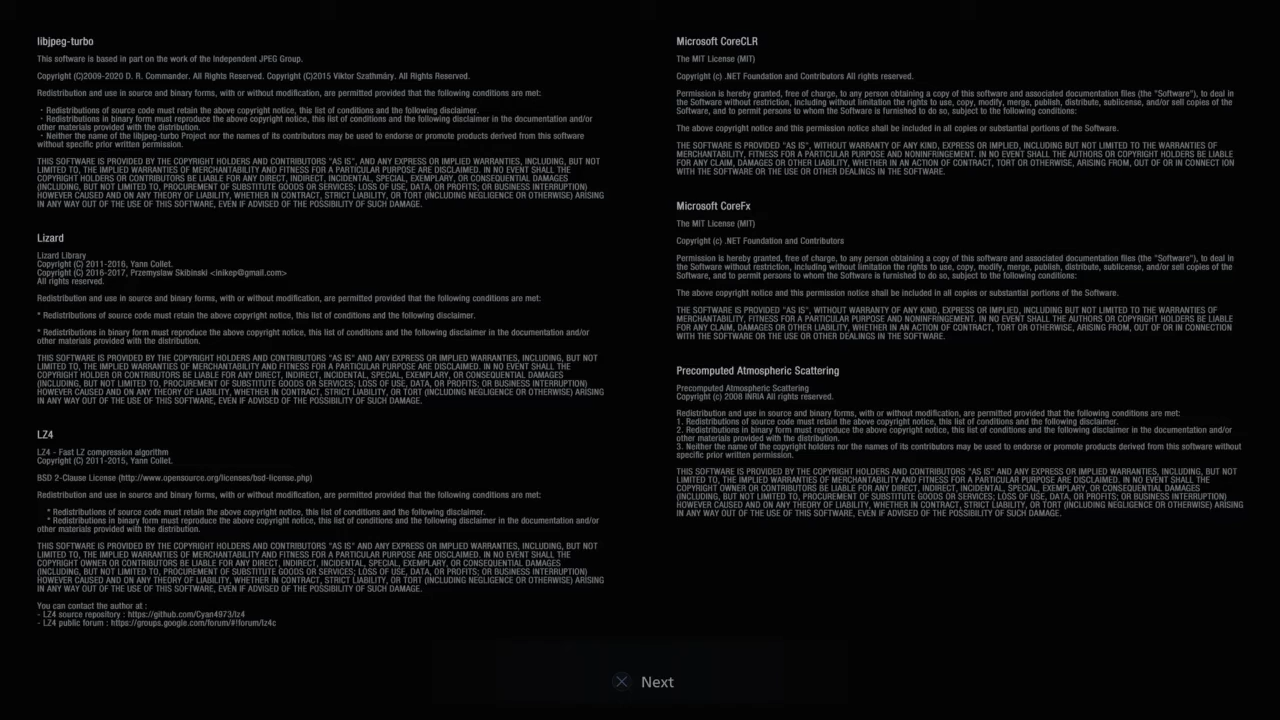 libjpeg-turbo
This software is based in part on the work of the Independent JPEG Group.
Copyright (C)2009-2020 D. R. Commander. All Rights Reserved. Copyright (C)2015 Viktor Szathmáry. All Rights Reserved.
Redistribution and use in source and binary forms, with or without modification, are permitted provided that the following conditions are met:
・Redistributions of source code must retain the above copyright notice, this list of conditions and the following disclaimer.
・Redistributions in binary form must reproduce the above copyright notice, this list of conditions and the following disclaimer in the documentation and/or
other materials provided with the distribution.
・Neither the name of the libjpeg-turbo Project nor the names of its contributors may be used to endorse or promote products derived from this software
without specific prior written permission.
THIS SOFTWARE IS PROVIDED BY THE COPYRIGHT HOLDERS AND CONTRIBUTORS "AS IS", AND ANY EXPRESS OR IMPLIED WARRANTIES, INCLUDING, BUT NOT
LIMITED TO, THE IMPLIED WARRANTIES OF MERCHANTABILITY AND FITNESS FOR A PARTICULAR PURPOSE ARE DISCLAIMED. IN NO EVENT SHALL THE
COPYRIGHT HOLDERS OR CONTRIBUTORS BE LIABLE FOR ANY DIRECT, INDIRECT, INCIDENTAL, SPECIAL, EXEMPLARY, OR CONSEQUENTIAL DAMAGES
(INCLUDING, BUT NOT LIMITED TO, PROCUREMENT OF SUBSTITUTE GOODS OR SERVICES; LOSS OF USE, DATA, OR PROFITS; OR BUSINESS INTERRUPTION)
HOWEVER CAUSED AND ON ANY THEORY OF LIABILITY, WHETHER IN CONTRACT, STRICT LIABILITY, OR TORT (INCLUDING NEGLIGENCE OR OTHERWISE) ARISING
IN ANY WAY OUT OF THE USE OF THIS SOFTWARE, EVEN IF ADVISED OF THE POSSIBILITY OF SUCH DAMAGE.
Lizard
Lizard Library
Copyright (C) 2011-2016, Yann Collet.
Copyright (C) 2016-2017, Przemyslaw Skibinski <inikep@gmail.com>
All rights reserved.
Redistribution and use in source and binary forms, with or without modification, are permitted provided that the following conditions are met:
* Redistributions of source code must retain the above copyright notice, this list of conditions and the following disclaimer.
* Redistributions in binary form must reproduce the above copyright notice, this list of conditions and the following disclaimer in the documentation and/or
other materials provided with the distribution.
THIS SOFTWARE IS PROVIDED BY THE COPYRIGHT HOLDERS AND CONTRIBUTORS "AS IS" AND ANY EXPRESS OR IMPLIED WARRANTIES, INCLUDING, BUT NOT
LIMITED TO, THE IMPLIED WARRANTIES OF MERCHANTABILITY AND FITNESS FOR A PARTICULAR PURPOSE ARE DISCLAIMED. IN NO EVENT SHALL THE
COPYRIGHT HOLDER OR CONTRIBUTORS BE LIABLE FOR ANY DIRECT, INDIRECT, INCIDENTAL, SPECIAL, EXEMPLARY, OR CONSEQUENTIAL DAMAGES
(INCLUDING, BUT NOT LIMITED TO, PROCUREMENT OF SUBSTITUTE GOODS OR SERVICES; LOSS OF USE, DATA, OR PROFITS; OR BUSINESS INTERRUPTION)
HOWEVER CAUSED AND ON ANY THEORY OF LIABILITY, WHETHER IN CONTRACT, STRICT LIABILITY, OR TORT (INCLUDING NEGLIGENCE OR OTHERWISE) ARISING
IN ANY WAY OUT OF THE USE OF THIS SOFTWARE, EVEN IF ADVISED OF THE POSSIBILITY OF SUCH DAMAGE.
LZ4
LZ4 - Fast LZ compression algorithm
Copyright (C) 2011-2015, Yann Collet.
BSD 2-Clause License (http://www.opensource.org/licenses/bsd-license.php)
Redistribution and use in source and binary forms, with or without modification, are permitted provided that the following conditions are met:
* Redistributions of source code must retain the above copyright notice, this list of conditions and the following disclaimer.
* Redistributions in binary form must reproduce the above copyright notice, this list of conditions and the following disclaimer in the documentation and/or
other materials provided with the distribution.
THIS SOFTWARE IS PROVIDED BY THE COPYRIGHT HOLDERS AND CONTRIBUTORS "AS IS" AND ANY EXPRESS OR IMPLIED WARRANTIES, INCLUDING, BUT NOT
LIMITED TO, THE IMPLIED WARRANTIES OF MERCHANTABILITY AND FITNESS FOR A PARTICULAR PURPOSE ARE DISCLAIMED. IN NO EVENT SHALL THE
COPYRIGHT OWNER OR CONTRIBUTORS BE LIABLE FOR ANY DIRECT, INDIRECT, INCIDENTAL, SPECIAL, EXEMPLARY, OR CONSEQUENTIAL DAMAGES
(INCLUDING, BUT NOT LIMITED TO, PROCUREMENT OF SUBSTITUTE GOODS OR SERVICES; LOSS OF USE, DATA, OR PROFITS; OR BUSINESS INTERRUPTION)
HOWEVER CAUSED AND ON ANY THEORY OF LIABILITY, WHETHER IN CONTRACT, STRICT LIABILITY, OR TORT (INCLUDING NEGLIGENCE OR OTHERWISE) ARISING
IN ANY WAY OUT OF THE USE OF THIS SOFTWARE, EVEN IF ADVISED OF THE POSSIBILITY OF SUCH DAMAGE.
You can contact the author at :
- LZ4 source repository : https://github.com/Cyan4973/lz4
- LZ4 public forum : https://groups.google.com/forum/#!forum/lz4c
Microsoft CoreCLR
The MIT License (MIT)
Copyright (c) .NET Foundation and Contributors All rights reserved.
Permission is hereby granted, free of charge, to any person obtaining a copy of this software and associated documentation files (the "Software"), to deal in
the Software without restriction, including without limitation the rights to use, copy, modify, merge, publish, distribute, sublicense, and/or sell copies of the
Software, and to permit persons to whom the Software is furnished to do so, subject to the following conditions:
The above copyright notice and this permission notice shall be included in all copies or substantial portions of the Software.
THE SOFTWARE IS PROVIDED "AS IS", WITHOUT WARRANTY OF ANY KIND, EXPRESS OR IMPLIED, INCLUDING BUT NOT LIMITED TO THE WARRANTIES OF
MERCHANTABILITY, FITNESS FOR A PARTICULAR PURPOSE AND NONINFRINGEMENT. IN NO EVENT SHALL THE AUTHORS OR COPYRIGHT HOLDERS BE LIABLE
FOR ANY CLAIM, DAMAGES OR OTHER LIABILITY, WHETHER IN AN ACTION OF CONTRACT, TORT OR OTHERWISE, ARISING FROM, OUT OF OR IN CONNECTION
WITH THE SOFTWARE OR THE USE OR OTHER DEALINGS IN THE SOFTWARE.
Microsoft CoreFx
The MIT License (MIT)
Copyright (c) .NET Foundation and Contributors
Permission is hereby granted, free of charge, to any person obtaining a copy of this software and associated documentation files (the "Software"), to deal in
the Software without restriction, including without limitation the rights to use, copy, modify, merge, publish, distribute, sublicense, and/or sell copies of the
Software, and to permit persons to whom the Software is furnished to do so, subject to the following conditions:
The above copyright notice and this permission notice shall be included in all copies or substantial portions of the Software.
THE SOFTWARE IS PROVIDED "AS IS", WITHOUT WARRANTY OF ANY KIND, EXPRESS OR IMPLIED, INCLUDING BUT NOT LIMITED TO THE WARRANTIES OF
MERCHANTABILITY, FITNESS FOR A PARTICULAR PURPOSE AND NONINFRINGEMENT. IN NO EVENT SHALL THE AUTHORS OR COPYRIGHT HOLDERS BE LIABLE
FOR ANY CLAIM, DAMAGES OR OTHER LIABILITY, WHETHER IN AN ACTION OF CONTRACT, TORT OR OTHERWISE, ARISING FROM, OUT OF OR IN CONNECTION
WITH THE SOFTWARE OR THE USE OR OTHER DEALINGS IN THE SOFTWARE.
Precomputed Atmospheric Scattering
Precomputed Atmospheric Scattering
Copyright (c) 2008 INRIA All rights reserved.
Redistribution and use in source and binary forms, with or without modification, are permitted provided that the following conditions are met:
1. Redistributions of source code must retain the above copyright notice, this list of conditions and the following disclaimer.
2. Redistributions in binary form must reproduce the above copyright notice, this list of conditions and the following disclaimer in the documentation and/or
other materials provided with the distribution.
3. Neither the name of the copyright holders nor the names of its contributors may be used to endorse or promote products derived from this software without
specific prior written permission.
THIS SOFTWARE IS PROVIDED BY THE COPYRIGHT HOLDERS AND CONTRIBUTORS "AS IS" AND ANY EXPRESS OR IMPLIED WARRANTIES, INCLUDING, BUT NOT
LIMITED TO, THE IMPLIED WARRANTIES OF MERCHANTABILITY AND FITNESS FOR A PARTICULAR PURPOSE ARE DISCLAIMED. IN NO EVENT SHALL THE
COPYRIGHT OWNER OR CONTRIBUTORS BE LIABLE FOR ANY DIRECT, INDIRECT, INCIDENTAL, SPECIAL, EXEMPLARY, OR CONSEQUENTIAL DAMAGES
(INCLUDING, BUT NOT LIMITED TO, PROCUREMENT OF SUBSTITUTE GOODS OR SERVICES; LOSS OF USE, DATA, OR PROFITS; OR BUSINESS INTERRUPTION)
HOWEVER CAUSED AND ON ANY THEORY OF LIABILITY, WHETHER IN CONTRACT, STRICT LIABILITY, OR TORT (INCLUDING NEGLIGENCE OR OTHERWISE) ARISING
IN ANY WAY OUT OF THE USE OF THIS SOFTWARE, EVEN IF ADVISED OF THE POSSIBILITY OF SUCH DAMAGE.
Next